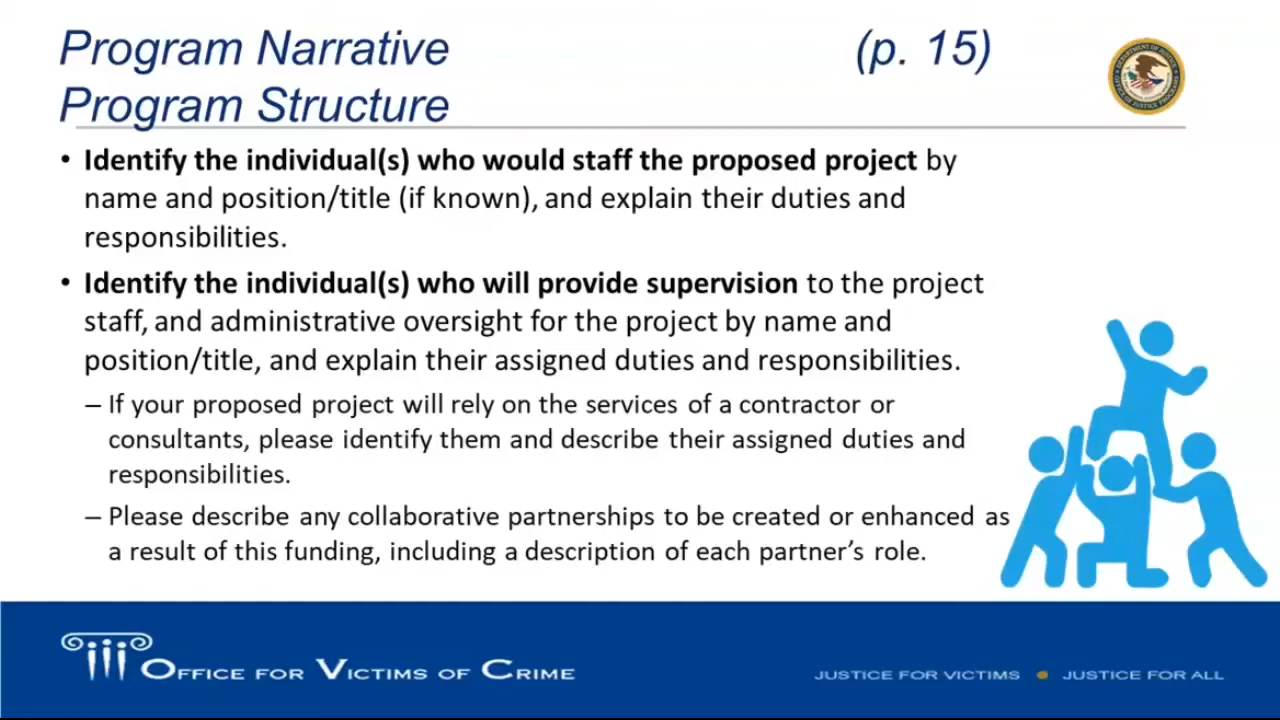 Program Narrative (p. 15)
Program Structure
• Identify the individual(s) who would staff the proposed project by
name and position/title (if known), and explain their duties and
responsibilities.
• Identify the individual(s) who will provide supervision to the project
staff, and administrative oversight for the project by name and
position/title, and explain their assigned duties and responsibilities.
– If your proposed project will rely on the services of a contractor or
consultants, please identify them and describe their assigned duties and
responsibilities.
– Please describe any collaborative partnerships to be created or enhanced as
a result of this funding, including a description of each partner’s role.
OFFICE FOR VICTIMS OF CRIME
JUSTICE FOR VICTIMS • JUSTICE FOR ALL